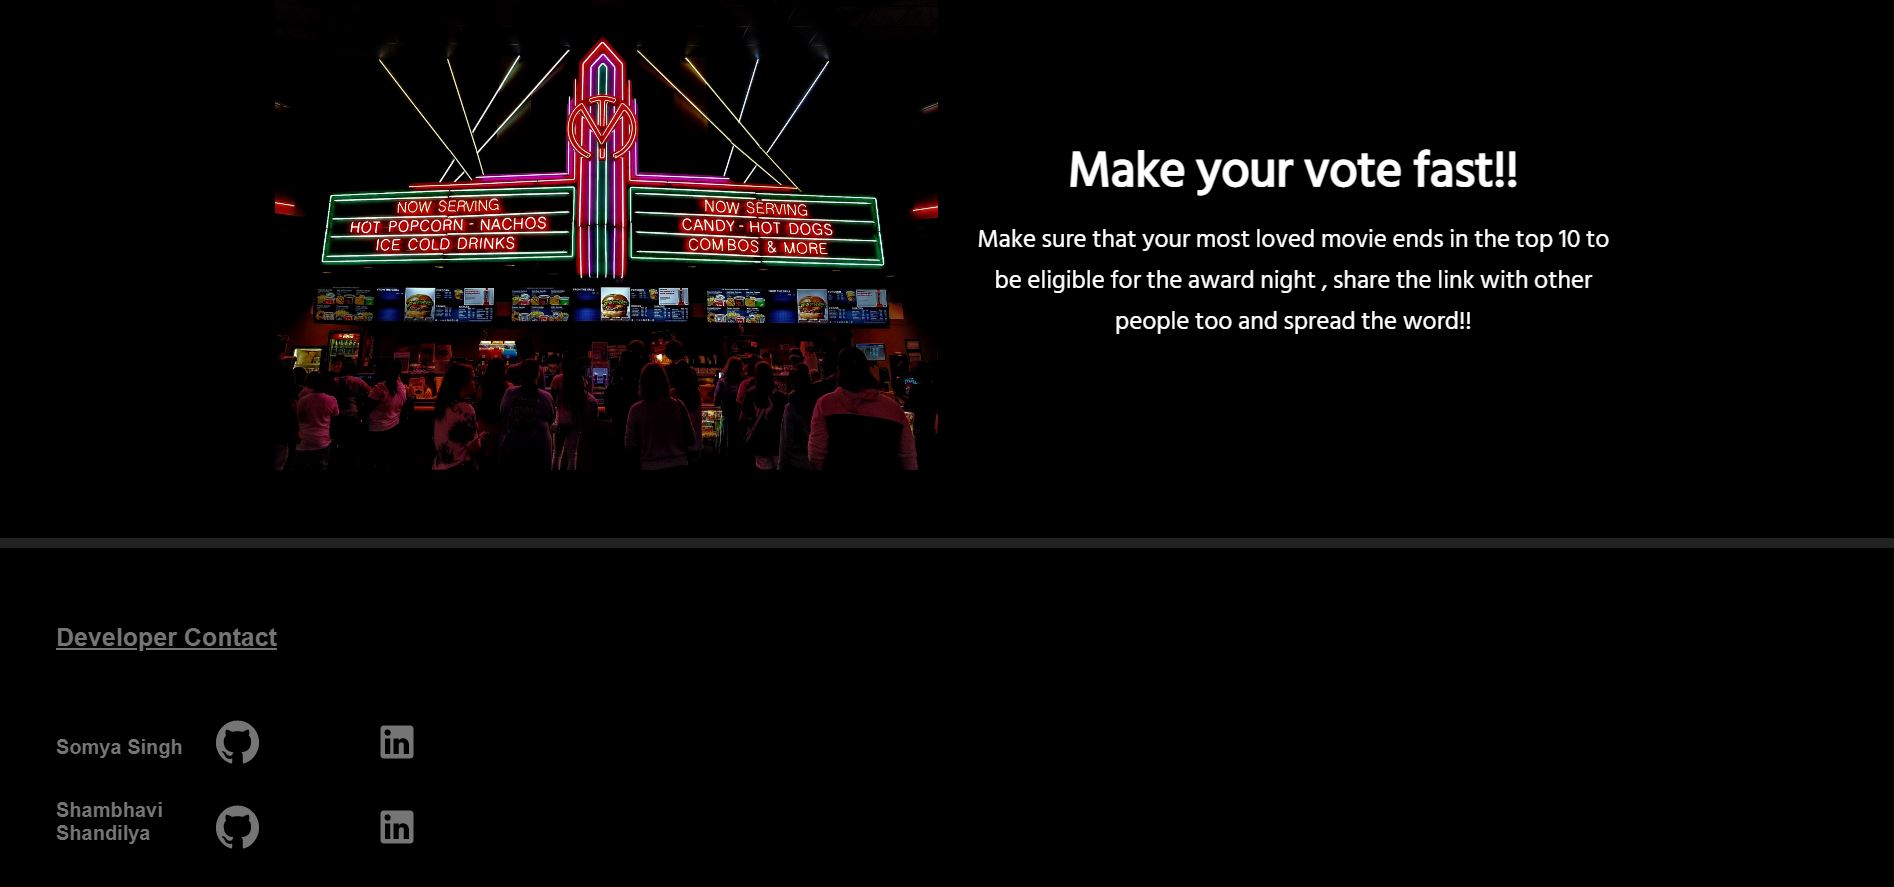 NOW SERVING
HOT POPCORN - NACHOS
ICE COLD DRINKS
NOW SERVING
CANDY - HOT DOGS
COMBOS & MORE
Make your vote fast!!
Make sure that your most loved movie ends in the top 10 to
be eligible for the award night , share the link with other
people too and spread the word!!
Developer Contact
Somya Singh
in
Shambhavi
Shandilya
in